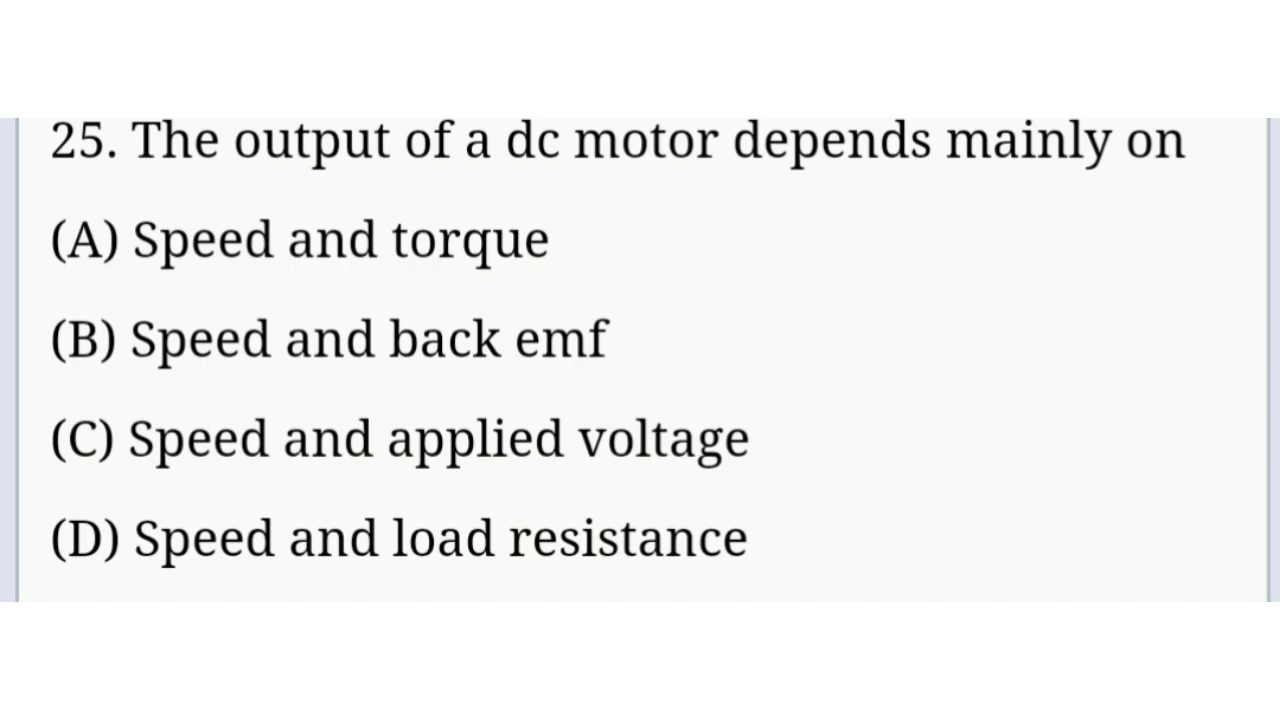 25. The output of a dc motor depends mainly on
(A) Speed and torque
(B) Speed and back emf
(C) Speed and applied voltage
(D) Speed and load resistance